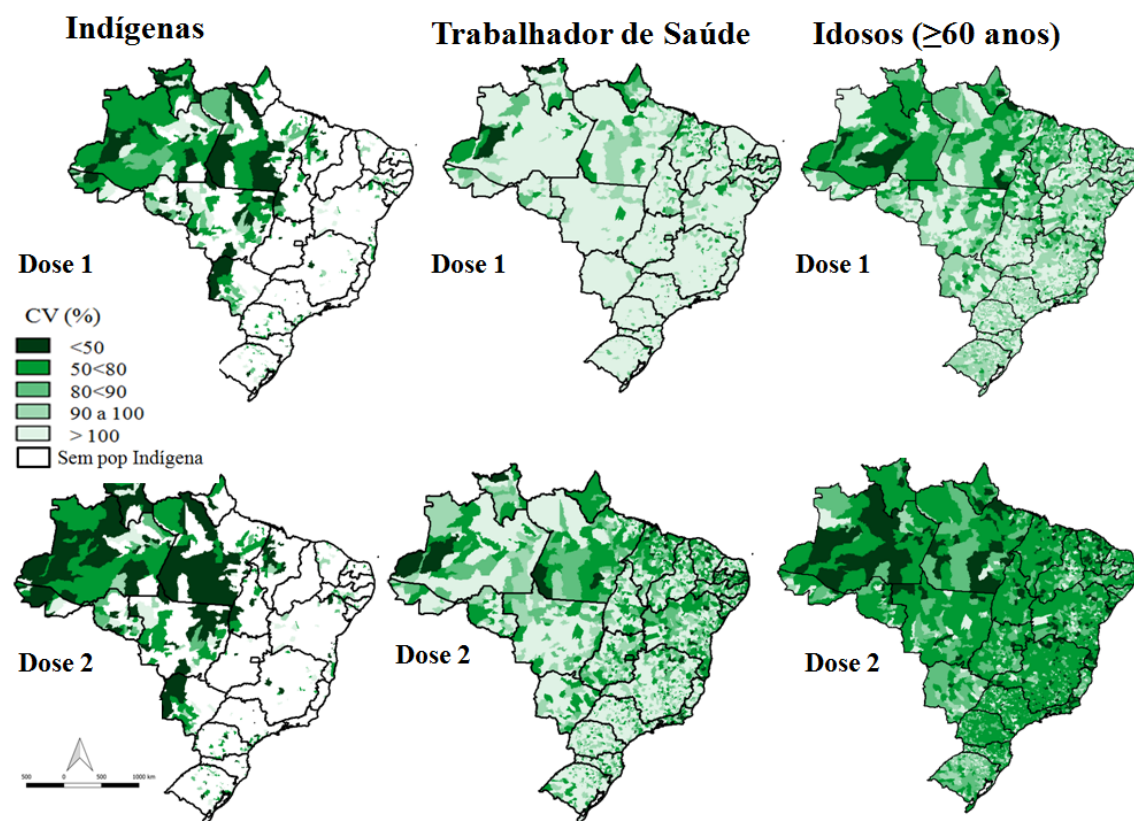 Indígenas
Trabalhador de Saúde
Idosos (≥60 anos)
Dose 1
Dose 1
Dose 1
CV (%)
<50
50<80
80<90
90 a 100
> 100
Sem pop Indígena
Dose 2
Dose 2
Dose 2
500 0 250 500 1000 km